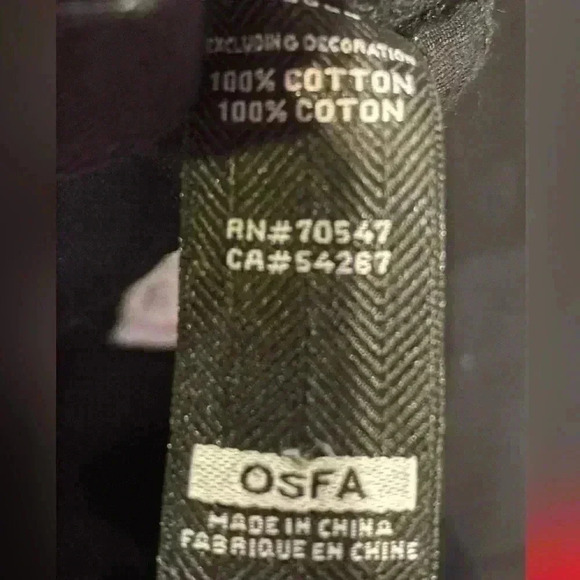 EXCLUDING DECORATION
100% COTTON
100% COTON
RN#70547
CA#54267
OSFA
MADE IN CHINA
FABRIQUE EN CHINE